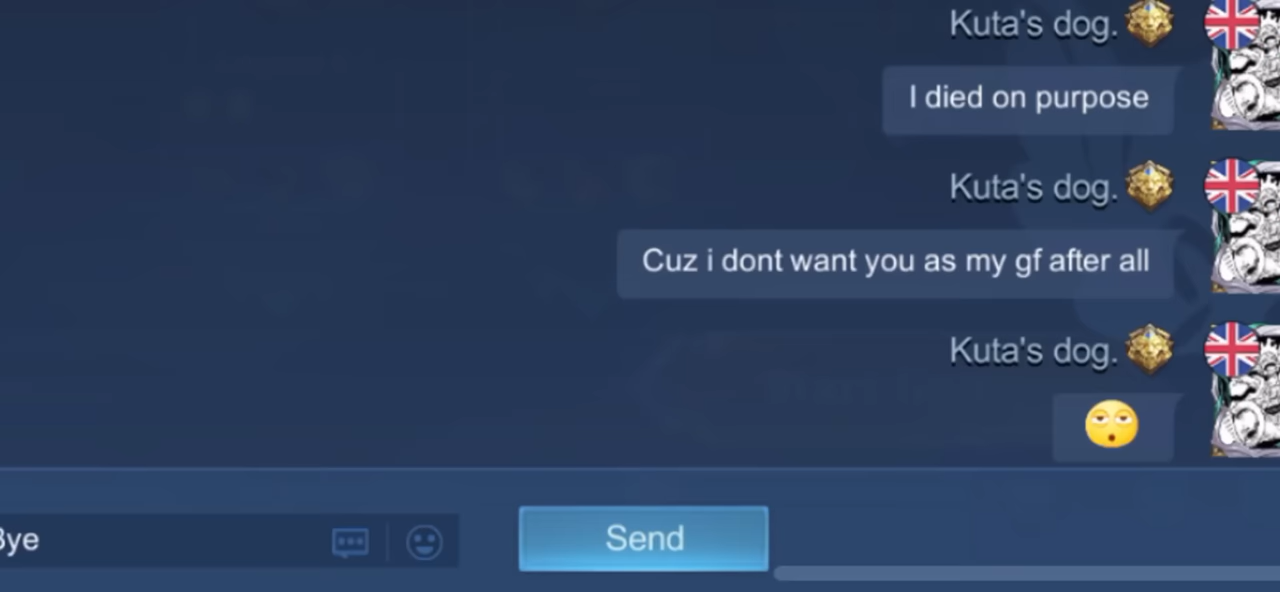 Kuta's dog.
I died on purpose
Kuta's dog.
Cuz i dont want you as my gf after all
Kuta's dog.
Bye
Send